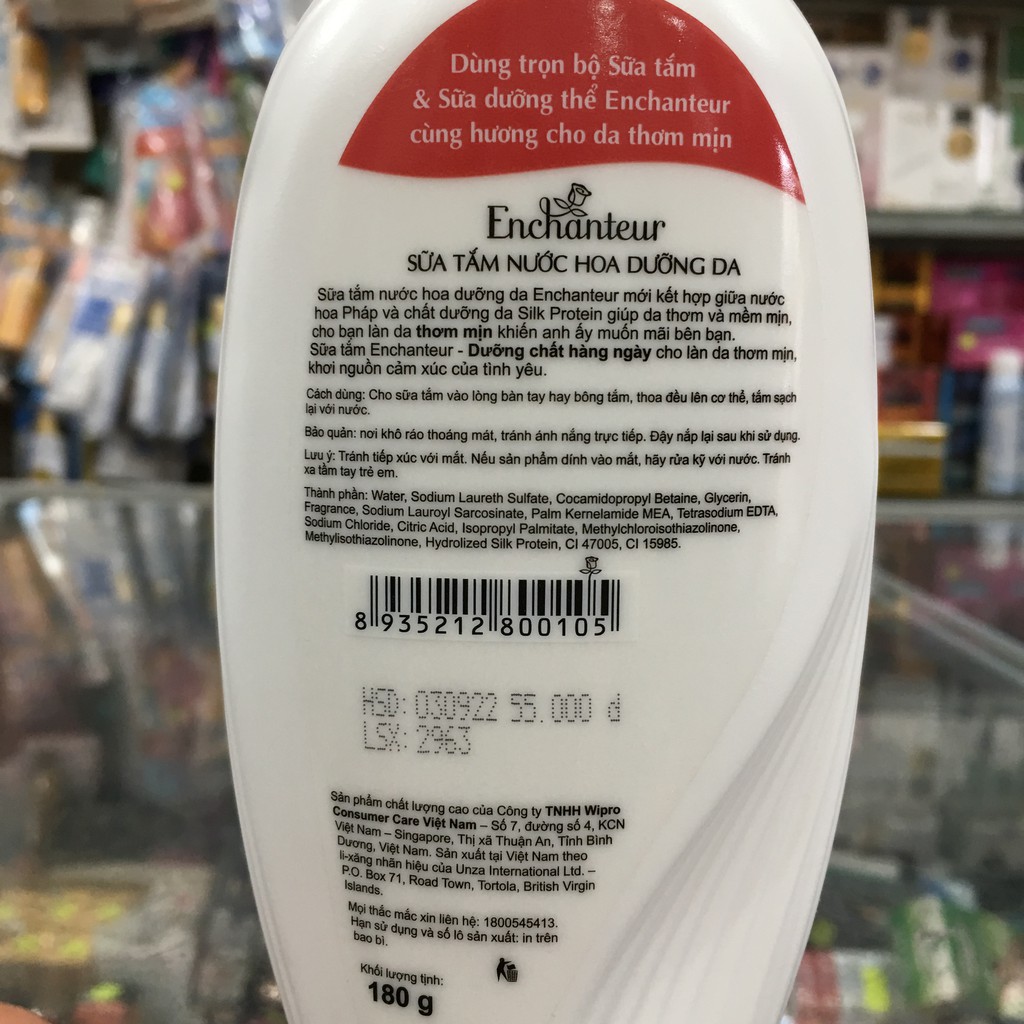 Dùng trọn bộ Sữa tắm
& Sữa dưỡng thể Enchanteur
cùng hương cho da thơm mịn
Enchanteur
SỮA TẮM NƯỚC HOA DƯỠNG DA
Sữa tắm nước hoa dưỡng da Enchanteur mới kết hợp giữa nước
hoa Pháp và chất dưỡng da Silk Protein giúp da thơm và mềm mịn,
cho bạn làn da thơm mịn khiến anh ấy muốn mãi bên bạn.
Sữa tắm Enchanteur - Dưỡng chất hàng ngày cho làn da thơm mịn,
khơi nguồn cảm xúc của tình yêu.
Cách dùng: Cho sữa tắm vào lòng bàn tay hay bông tắm, thoa đều lên cơ thể, tắm sạch
lại với nước.
Bảo quản: nơi khô ráo thoáng mát, tránh ánh nắng trực tiếp. Đậy nắp lại sau khi sử dụng.
Lưu ý: Tránh tiếp xúc với mắt. Nếu sản phẩm dính vào mắt, hãy rửa kỹ với nước. Tránh
xa tầm tay trẻ em.
Thành phần: Water, Sodium Laureth Sulfate, Cocamidopropyl Betaine, Glycerin,
Fragrance, Sodium Lauroyl Sarcosinate, Palm Kernelamide MEA, Tetrasodium EDTA,
Sodium Chloride, Citric Acid, Isopropyl Palmitate, Methylchloroisothiazolinone,
Methylisothiazolinone, Hydrolized Silk Protein, CI 47005, CI 15985.
8 935212 800105
HSD: 030922 55.000 đ
LSX: 2963
Sản phẩm chất lượng cao của Công ty TNHH Wipro
Consumer Care Việt Nam – Số 7, đường số 4, KCN
Việt Nam – Singapore, Thị xã Thuận An, Tỉnh Bình
Dương, Việt Nam. Sản xuất tại Việt Nam theo
li-xăng nhãn hiệu của Unza International Ltd. –
P.O. Box 71, Road Town, Tortola, British Virgin
Islands.
Mọi thắc mắc xin liên hệ: 1800545413.
Hạn sử dụng và số lô sản xuất: in trên
bao bì.
Khối lượng tịnh:
180 g